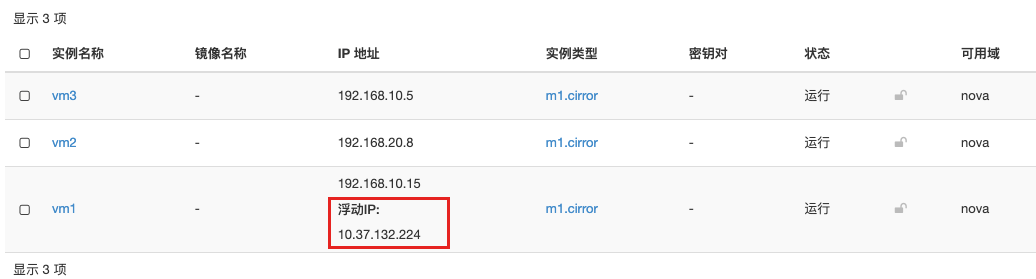 显示 3 项
实例名称 镜像名称 IP 地址 实例类型 密钥对 状态 可用域
vm3 - 192.168.10.5 m1.cirror - 运行 nova
vm2 - 192.168.20.8 m1.cirror - 运行 nova
192.168.10.15
浮动IP:
vm1 - m1.cirror - 运行 nova
10.37.132.224
显示 3 项